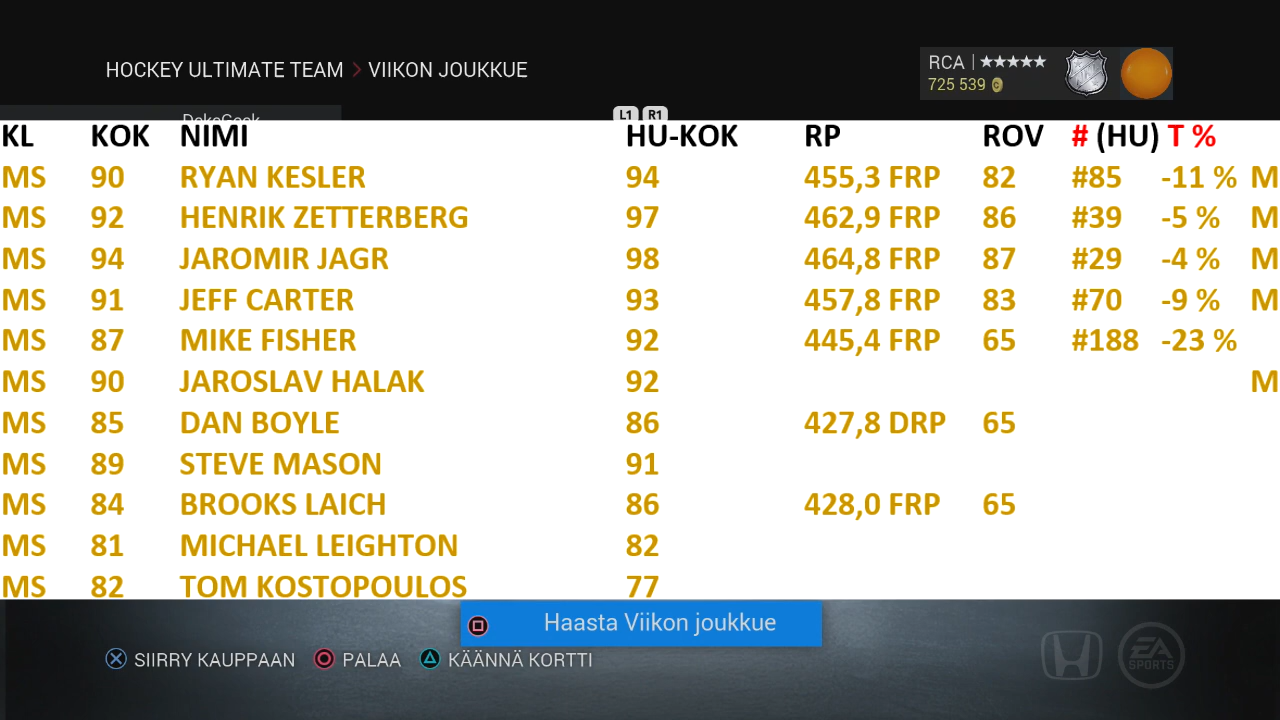 HOCKEY ULTIMATE TEAM > VIIKON JOUKKUE
RCA | ★★★★★
725 539
L1 R1
KL KOK NIMI HU-KOK RP ROV # (HU) T %
MS 90 RYAN KESLER 94 455,3 FRP 82 #85 -11 % M
MS 92 HENRIK ZETTERBERG 97 462,9 FRP 86 #39 -5 % M
MS 94 JAROMIR JAGR 98 464,8 FRP 87 #29 -4 % M
MS 91 JEFF CARTER 93 457,8 FRP 83 #70 -9 % M
MS 87 MIKE FISHER 92 445,4 FRP 65 #188 -23 %
MS 90 JAROSLAV HALAK 92 M
MS 85 DAN BOYLE 86 427,8 DRP 65
MS 89 STEVE MASON 91
MS 84 BROOKS LAICH 86 428,0 FRP 65
MS 81 MICHAEL LEIGHTON 82
MS 82 TOM KOSTOPOULOS 77
Haasta Viikon joukkue
SIIRRY KAUPPAAN PALAA KÄÄNNÄ KORTTI
EA SPORTS